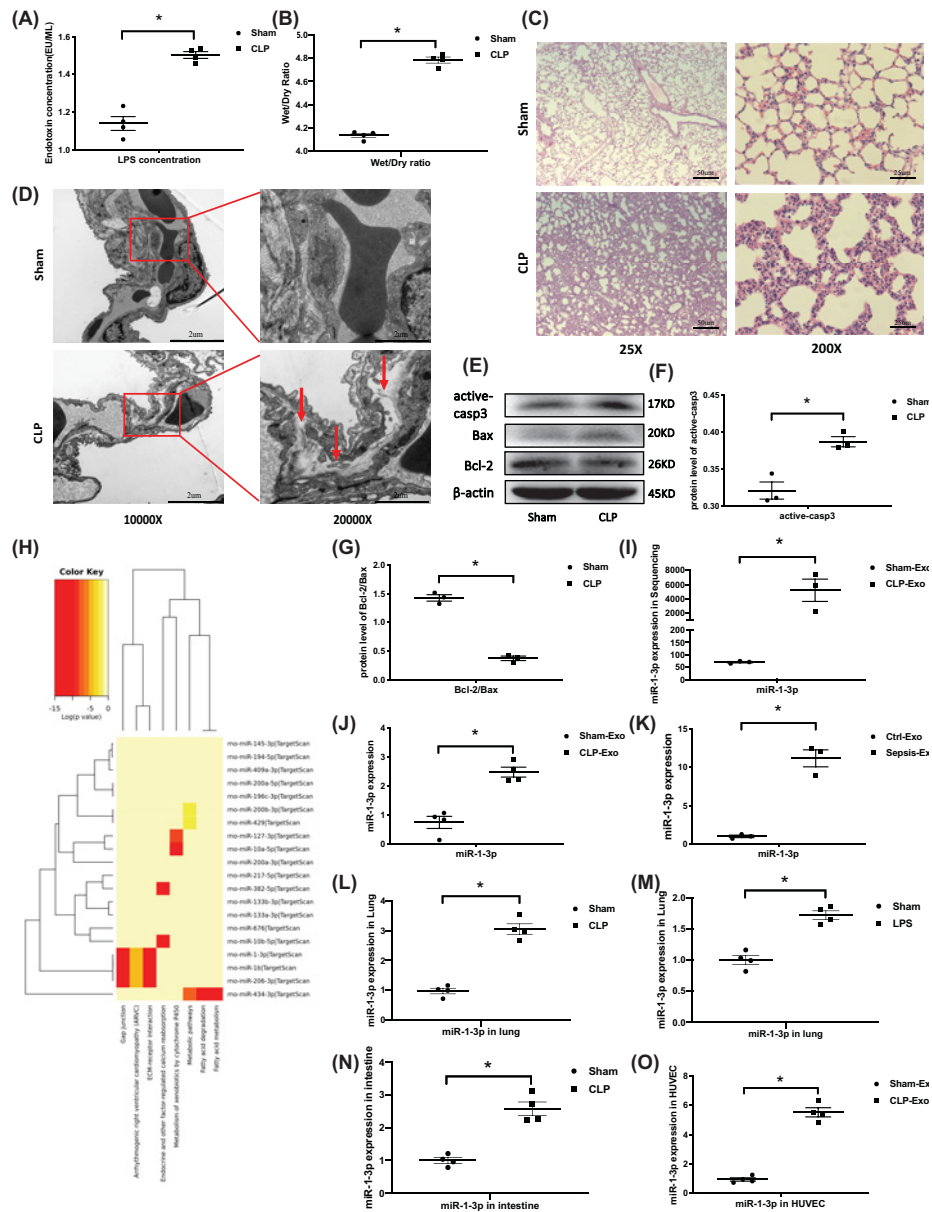 (A)
*
Sham
CLP
Endotoxin concentration(EU/ML)
1.6
1.4
1.2
1.0
LPS concentration
(B)
*
Sham
CLP
Wet/Dry Ratio
5.0
4.8
4.6
4.4
4.2
4.0
Wet/Dry ratio
(C)
Sham
50um
25um
CLP
50um
25um
25X
200X
(D)
Sham
2um
2um
CLP
2um
2um
10000X
20000X
(E)
active-
casp3
17KD
Bax
20KD
Bcl-2
26KD
β-actin
45KD
Sham
CLP
(F)
*
Sham
CLP
protein level of active-casp3
0.45
0.40
0.35
0.30
active-casp3
(H)
Color Key
-15
-10
-5
0
Log(p value)
rno-miR-145-3p|TargetScan
rno-miR-194-5p|TargetScan
rno-miR-409a-3p|TargetScan
rno-miR-200a-5p|TargetScan
rno-miR-196c-3p|TargetScan
rno-miR-200b-3p|TargetScan
rno-miR-429|TargetScan
rno-miR-127-3p|TargetScan
rno-miR-10a-5p|TargetScan
rno-miR-200a-3p|TargetScan
rno-miR-217-5p|TargetScan
rno-miR-382-5p|TargetScan
rno-miR-133b-3p|TargetScan
rno-miR-133a-3p|TargetScan
rno-miR-676|TargetScan
rno-miR-10b-5p|TargetScan
rno-miR-1-3p|TargetScan
rno-miR-1b|TargetScan
rno-miR-206-3p|TargetScan
rno-miR-434-3p|TargetScan
Gap junction
Arrhythmogenic right ventricular cardiomyopathy (ARVC)
ECM-receptor interaction
Endocrine and other factor-regulated calcium reabsorption
Metabolism of xenobiotics by cytochrome P450
Metabolic pathways
Fatty acid degradation
Fatty acid metabolism
(G)
*
Sham
CLP
protein level of Bcl-2/Bax
2.0
1.5
1.0
0.5
0.0
Bcl-2/Bax
(I)
*
Sham-Exo
CLP-Exo
miR-1-3p expression in Sequencing
8000
6000
4000
2000
200
150
100
50
0
miR-1-3p
(J)
*
Sham-Exo
CLP-Exo
miR-1-3p expression
4
3
2
1
0
miR-1-3p
(K)
*
Ctrl-Exo
Sepsis-Ex
miR-1-3p expression
15
10
5
0
miR-1-3p
(L)
*
Sham
CLP
miR-1-3p expression in Lung
4
3
2
1
0
miR-1-3p in lung
(M)
*
Sham
LPS
miR-1-3p expression in Lung
2.0
1.5
1.0
0.5
0.0
miR-1-3p in lung
(N)
*
Sham
CLP
miR-1-3p expression in intestine
4
3
2
1
0
miR-1-3p in intestine
(O)
*
Sham-Ex
CLP-Exo
miR-1-3p expression in HUVEC
8
6
4
2
0
miR-1-3p in HUVEC